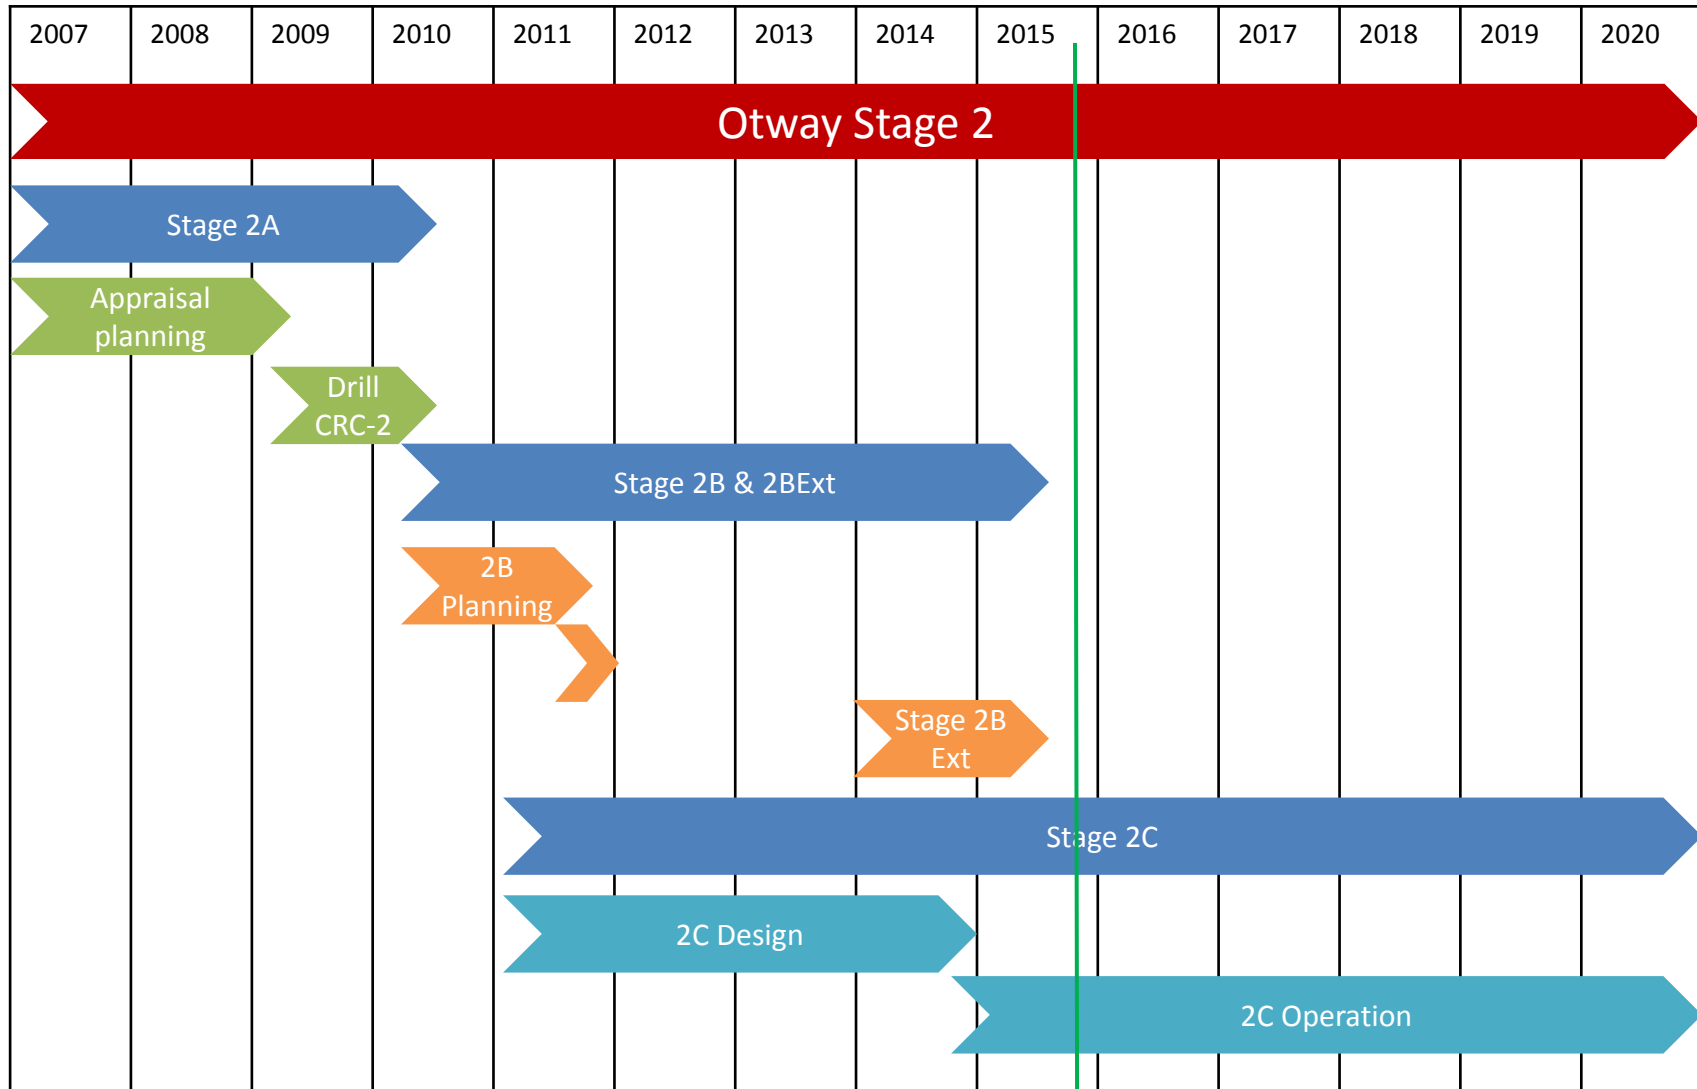 2007 2008 2009 2010 2011 2012 2013 2014 2015 2016 2017 2018 2019 2020
Otway Stage 2
Stage 2A
Appraisal
planning
Drill
CRC-2
Stage 2B & 2BExt
2B
Planning
Stage 2B
Ext
Stage 2C
2C Design
2C Operation